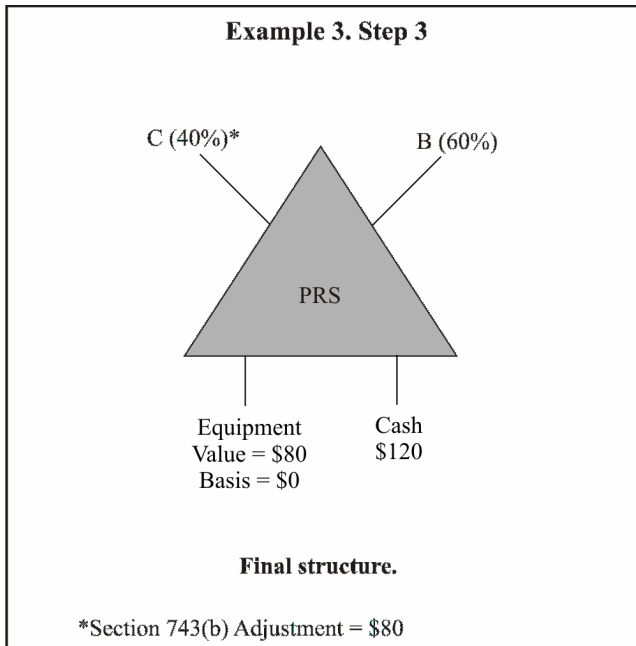 Example 3. Step 3
C (40%)*
B (60%)
PRS
Equipment
Value = $80
Basis = $0
Cash
$120
Final structure.
*Section 743(b) Adjustment = $80